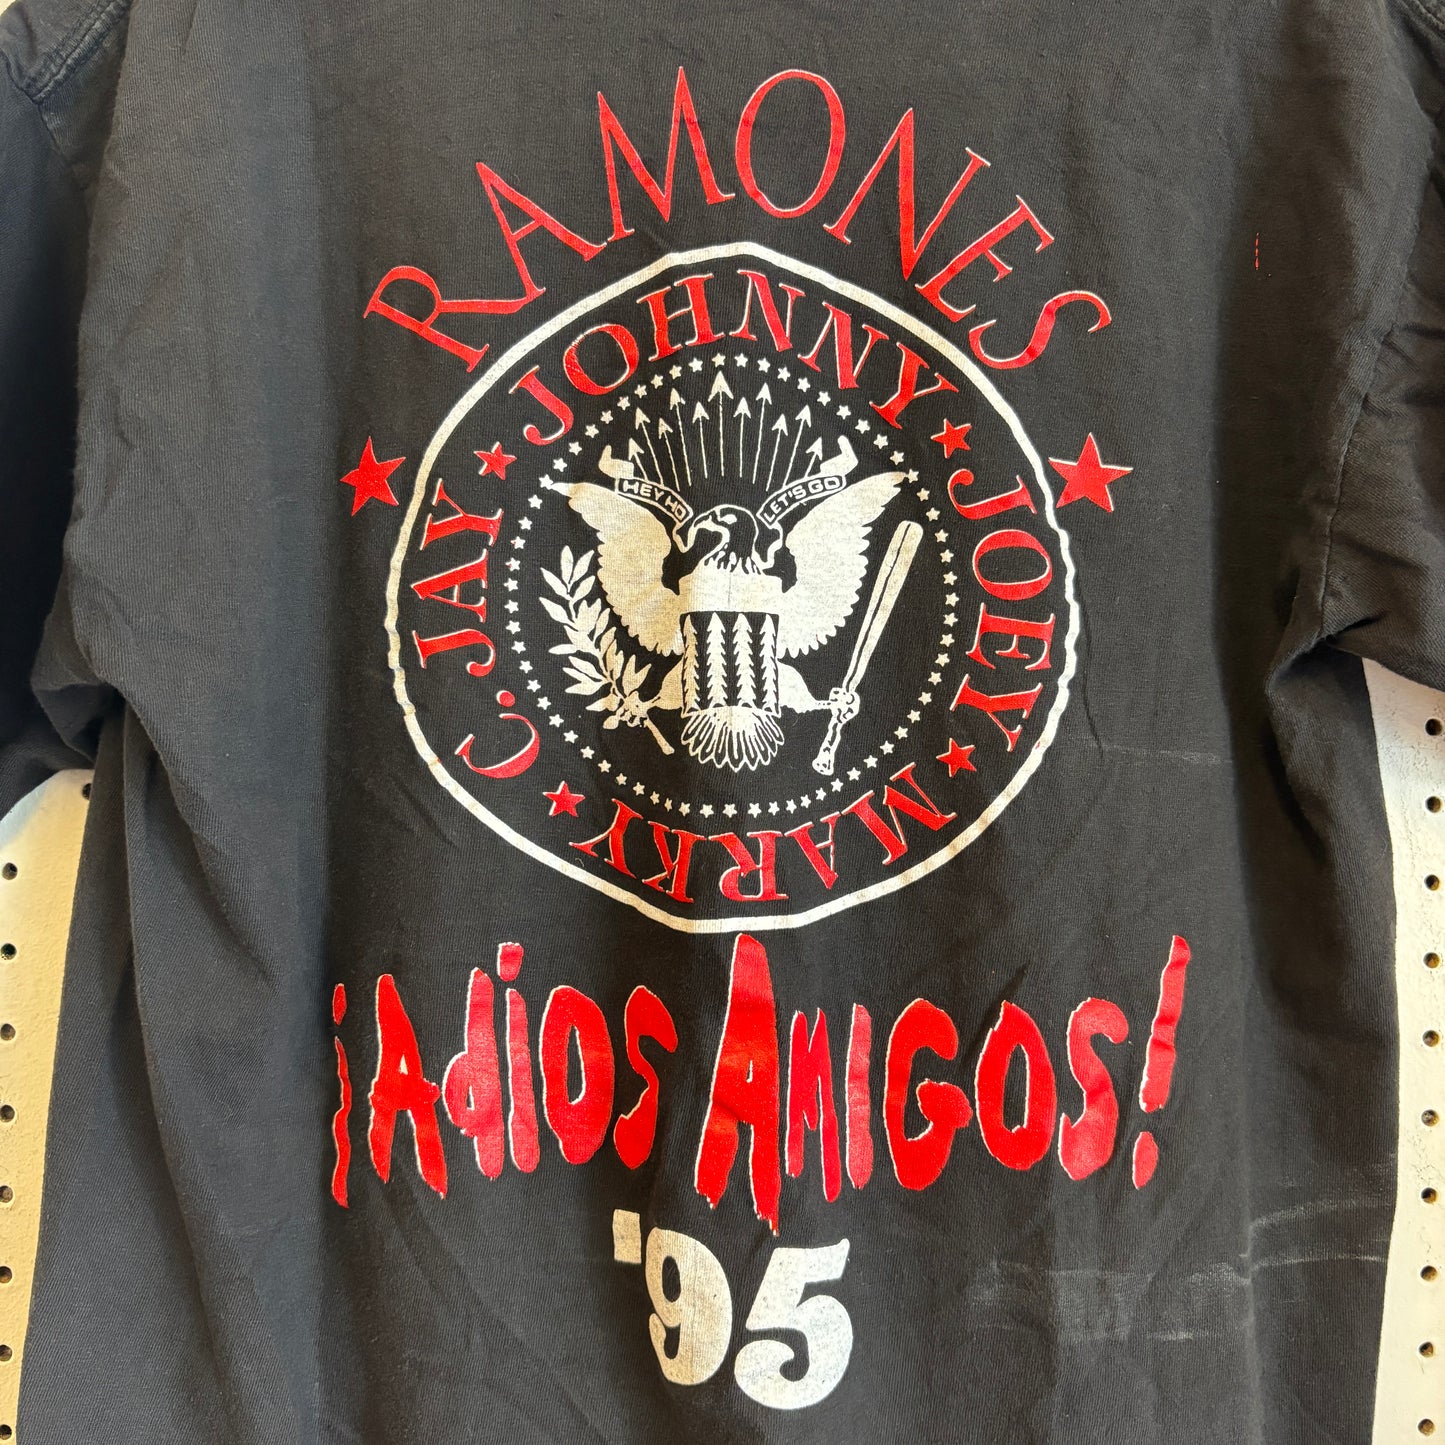 RAMONES
JOHNNY ★ JOEY ★ MARKY ★ C.JAY ★
HEY HO LET'S GO
¡Adios Amigos!
'95